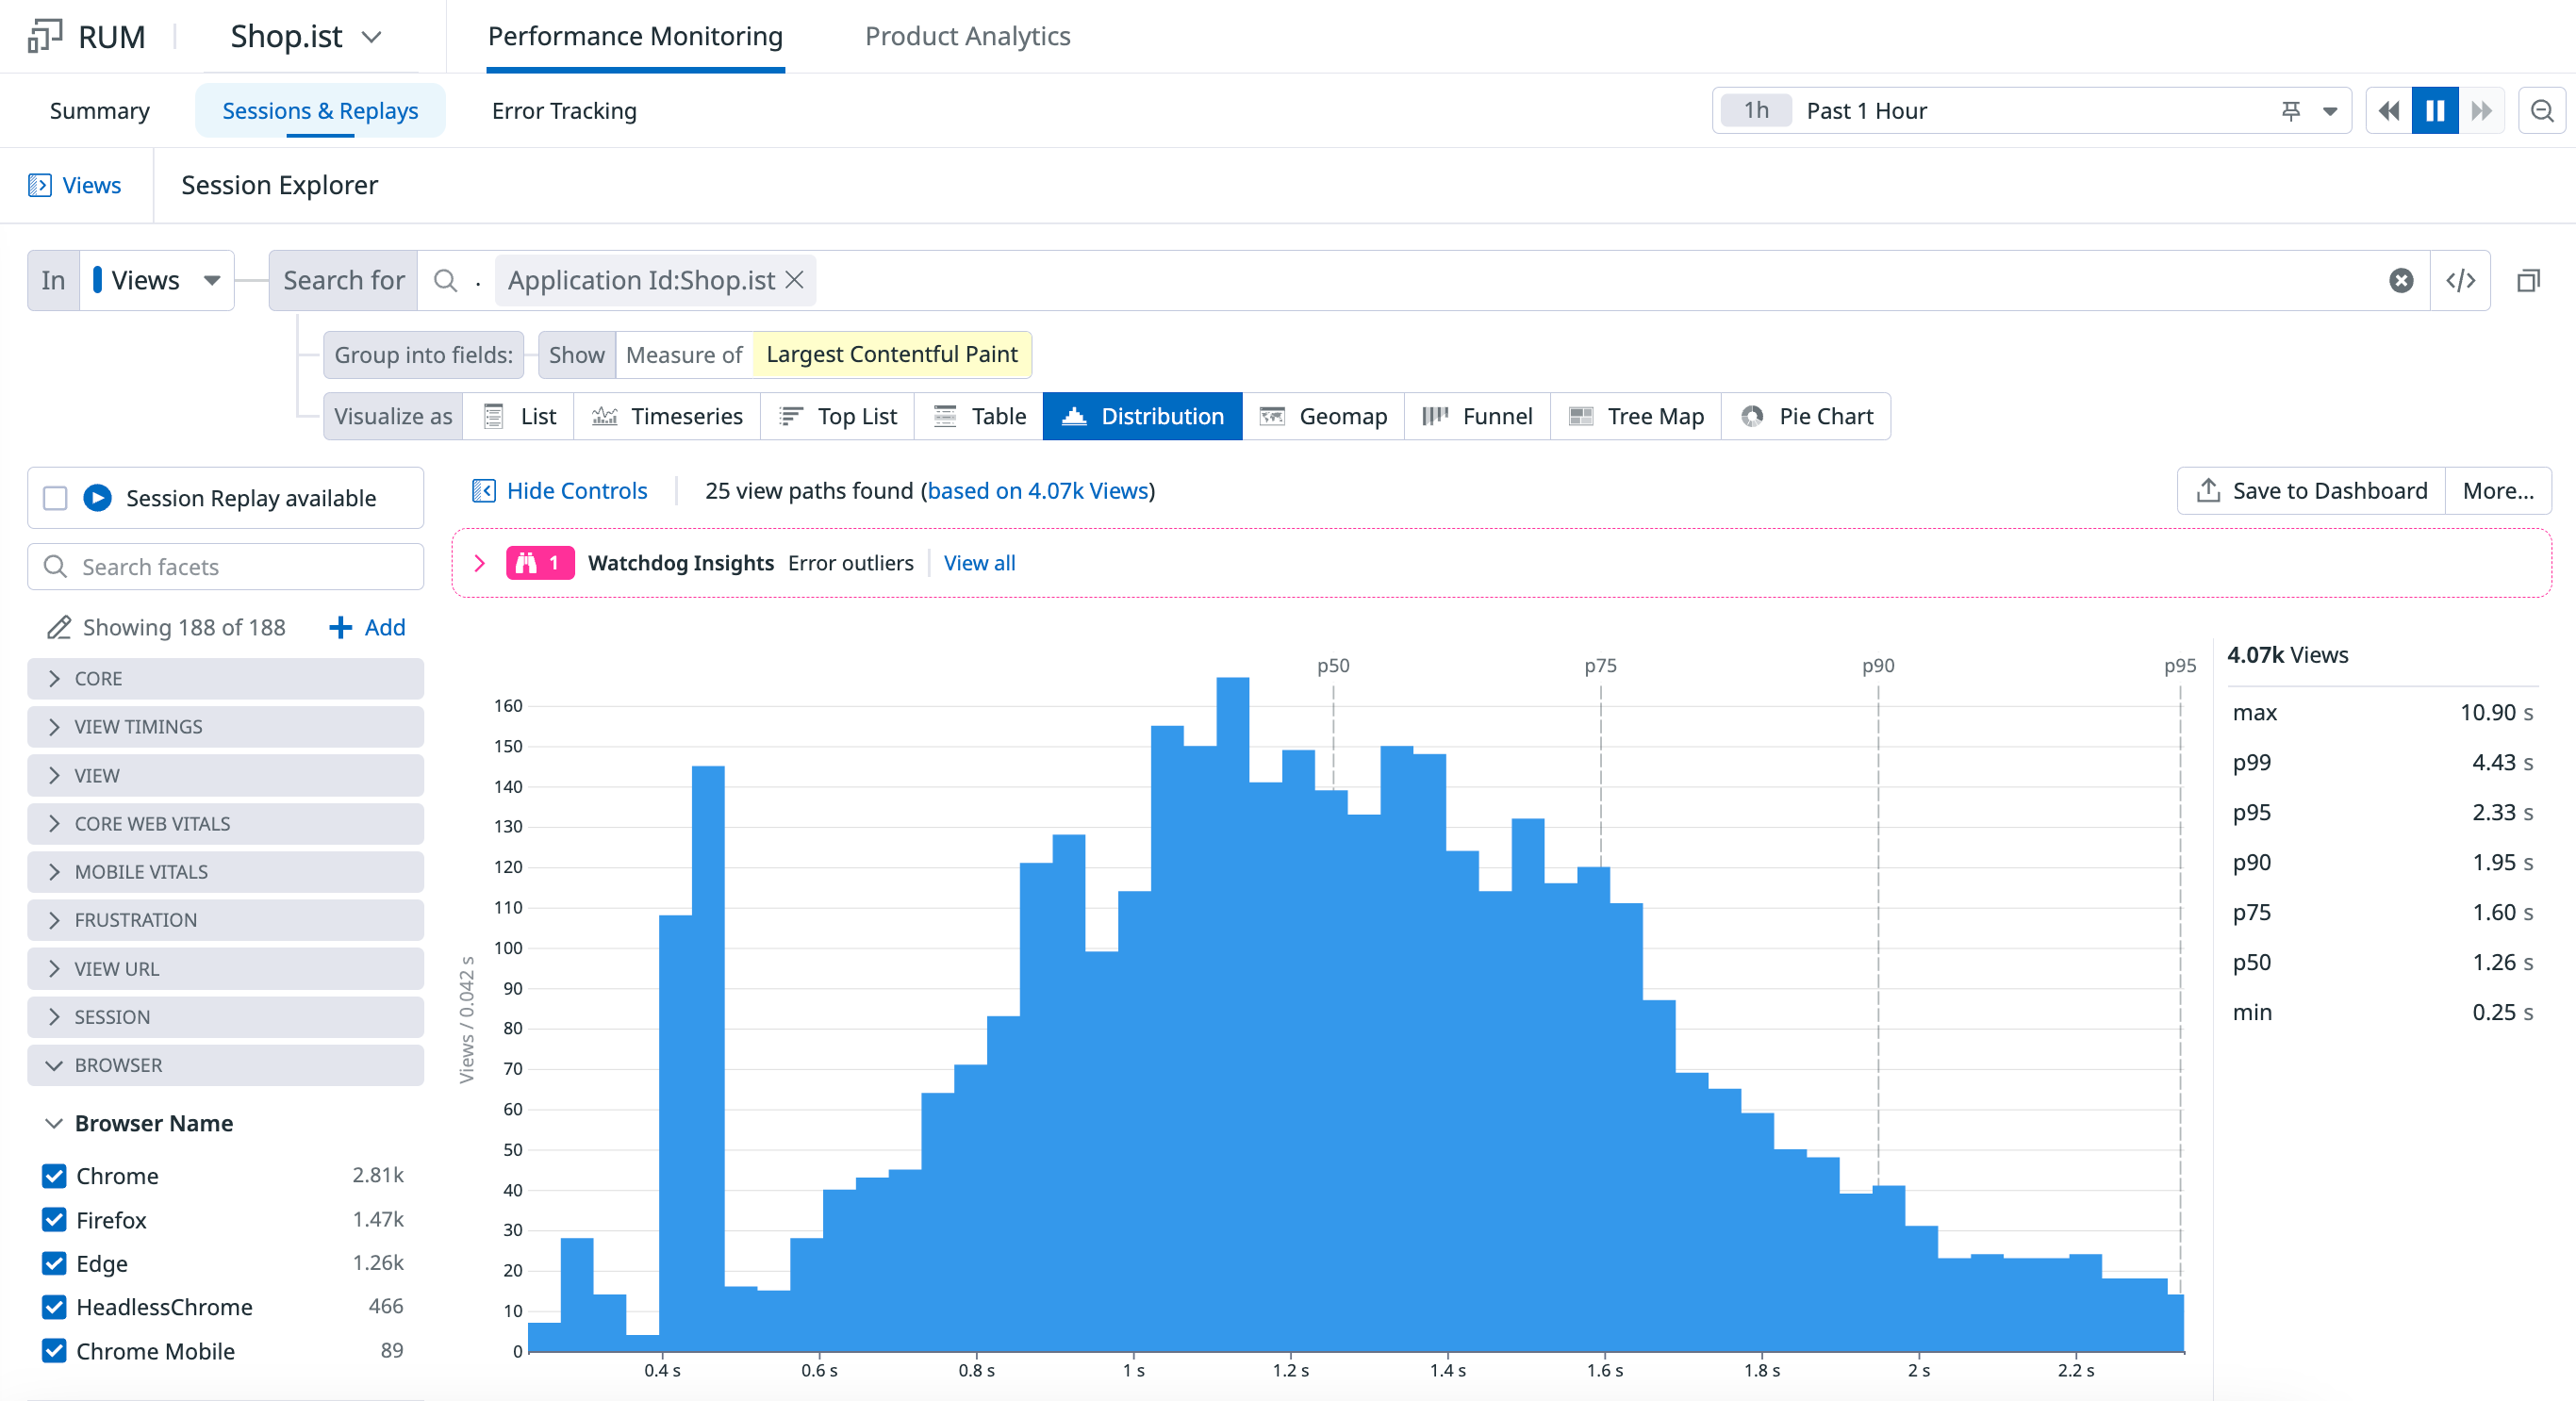 RUM
Shop.ist
Performance Monitoring
Product Analytics
Summary
Sessions & Replays
Error Tracking
1h Past 1 Hour
Views
Session Explorer
In Views
Search for . Application Id:Shop.ist
</>
Group into fields: Show Measure of Largest Contentful Paint
Visualize as List Timeseries Top List Table Distribution Geomap Funnel Tree Map Pie Chart
Session Replay available
Search facets
Showing 188 of 188 Add
CORE
VIEW TIMINGS
VIEW
CORE WEB VITALS
MOBILE VITALS
FRUSTRATION
VIEW URL
SESSION
BROWSER
Browser Name
Chrome 2.81k
Firefox 1.47k
Edge 1.26k
HeadlessChrome 466
Chrome Mobile 89
Hide Controls
25 view paths found (based on 4.07k Views)
Save to Dashboard
More...
1 Watchdog Insights Error outliers View all
p50 p75 p90 p95
160
150
140
130
120
110
100
90
80
70
60
50
40
30
20
10
0
Views / 0.042 s
0.4 s 0.6 s 0.8 s 1 s 1.2 s 1.4 s 1.6 s 1.8 s 2 s 2.2 s
4.07k Views
max 10.90 s
p99 4.43 s
p95 2.33 s
p90 1.95 s
p75 1.60 s
p50 1.26 s
min 0.25 s